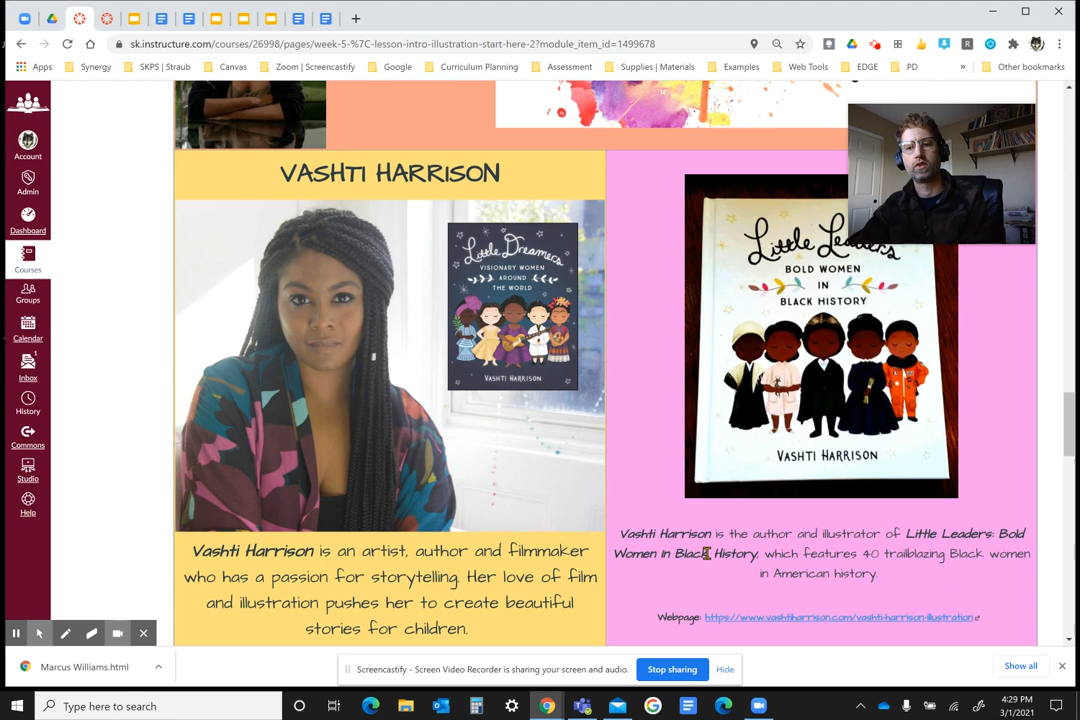 sk.instructure.com/courses/26998/pages/week-5-%7C-lesson-intro-illustration-start-here-2?module_item_id=1499678
Apps
Synergy
SKPS | Straub
Canvas
Zoom | Screencastify
Google
Curriculum Planning
Assessment
Supplies | Materials
Examples
Web Tools
EDGE
PD
»
Other bookmarks
Account
Admin
Dashboard
Courses
Groups
Calendar
1
Inbox
History
Commons
Studio
Help
VASHTI HARRISON
Little Dreamers
VISIONARY WOMEN
AROUND
THE WORLD
VASHTI HARRISON
Vashti Harrison is an artist, author and filmmaker
who has a passion for storytelling. Her love of film
and illustration pushes her to create beautiful
stories for children.
Little Leaders
BOLD WOMEN
IN
BLACK HISTORY
VASHTI HARRISON
Vashti Harrison is the author and illustrator of Little Leaders: Bold
Women In Black History, which features 40 trailblazing Black women
in American history.
Webpage: https://www.vashtiharrison.com/vashti-harrison-illustration
Marcus Williams.html
Screencastify - Screen Video Recorder is sharing your screen and audio.
Stop sharing
Hide
Show all
Type here to search
4:29 PM
3/1/2021